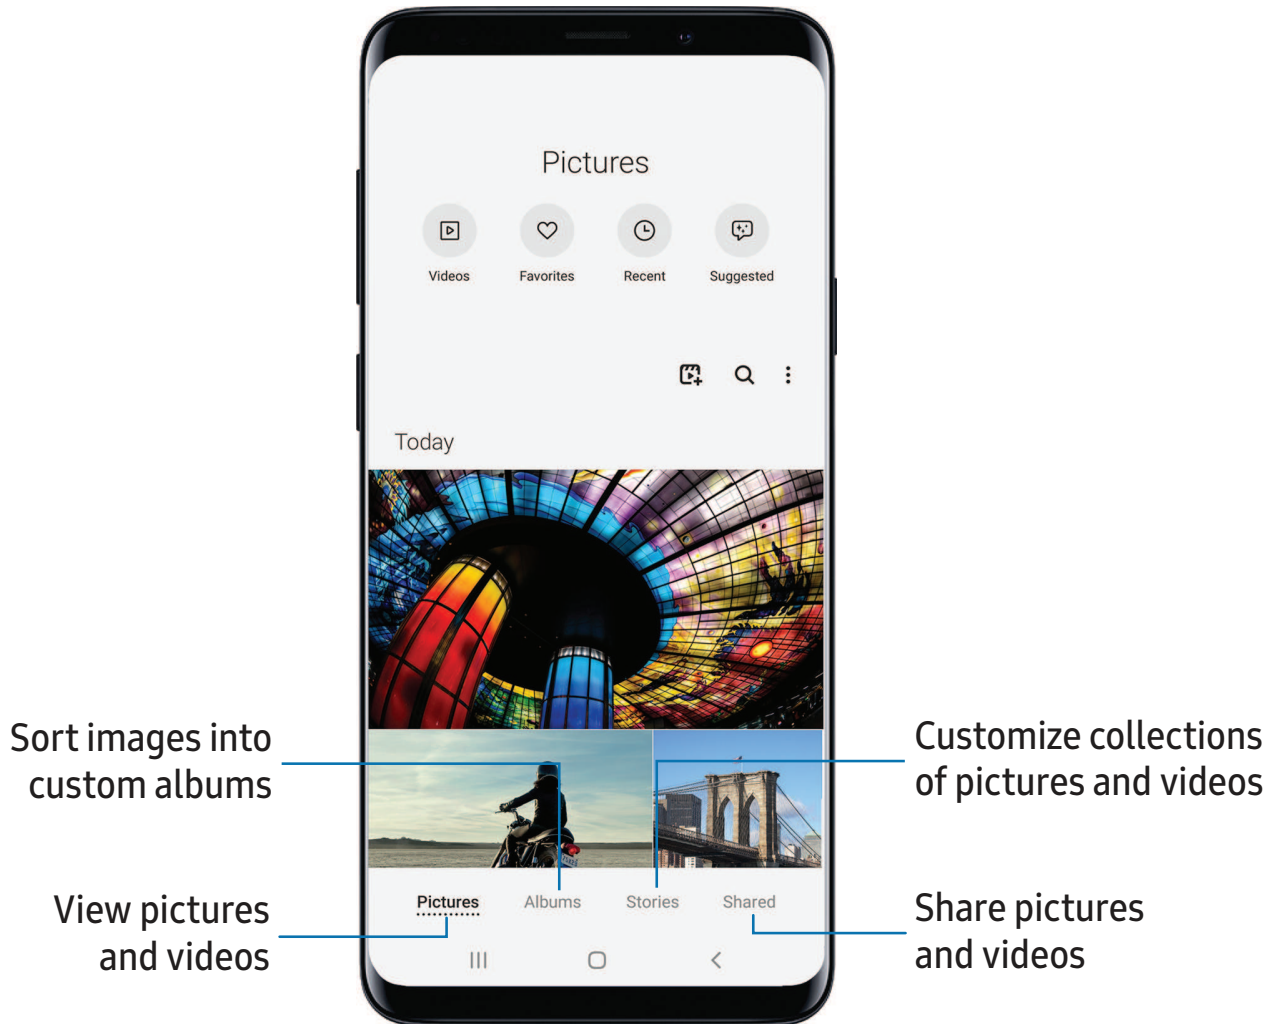 Pictures
Videos
Favorites
Recent
Suggested
Today
Sort images into
custom albums
Customize collections
of pictures and videos
Pictures
Albums
Stories
Shared
View pictures
and videos
Share pictures
and videos